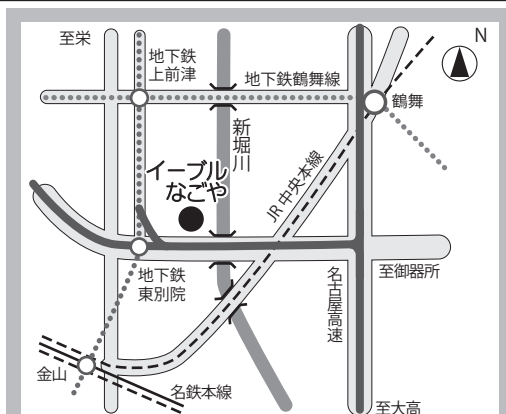 至栄
N
地下鉄
上前津
地下鉄鶴舞線
鶴舞
新堀川
イーブル
なごや
JR中央本線
地下鉄
東別院
名古屋高速
至御器所
金山
名鉄本線
至大高